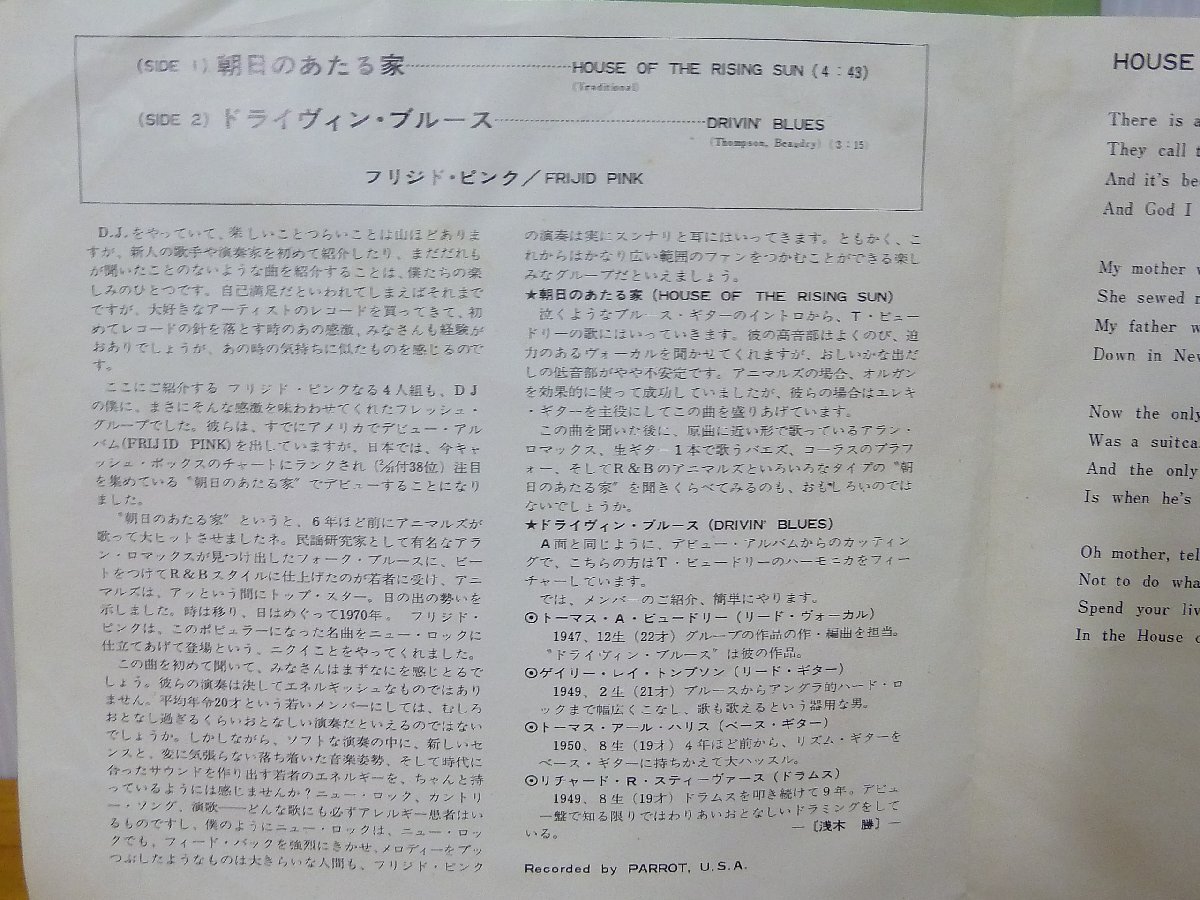 (SIDE 1) 朝日のあたる家………………HOUSE OF THE RISING SUN (4:43)
(Traditional)
(SIDE 2) ドライヴィン・ブルース………………DRIVIN' BLUES
(Thompson, Beaudry) (3:15)
フリジド・ピンク/FRIJID PINK
D.J.をやっていて、楽しいことつらいことは山ほどありま
すが、新人の歌手や演奏家を初めて紹介したり、まだだれも
が聞いたことのないような曲を紹介することは、僕たちの楽
しみのひとつです。自己満足だといわれてしまえばそれまで
ですが、大好きなアーティストのレコードを買ってきて、初
めてレコードの針を落とす時のあの感激、みなさんも経験が
おありでしょうが、あの時の気持ちに似たものを感じるので
す。
ここにご紹介する フリジド・ピンクなる4人組も、DJ
の僕に、まさにそんな感激を味わわせてくれたフレッシュ・
グループでした。彼らは、すでにアメリカでデビュー・アル
バム(FRIJID PINK)を出していますが、日本では、今キャ
ッシュ・ボックスのチャートにランクされ(付38位)注目
を集めている〝朝日のあたる家〟でデビューすることになり
ました。
〝朝日のあたる家〟というと、6年ほど前にアニマルズが
歌って大ヒットさせましたネ。民謡研究家として有名なアラ
ン・ロマックスが見つけ出したフォーク・ブルースに、ビー
トをつけてR&Bスタイルに仕上げたのが若者に受け、アニ
マルズは、アッという間にトップ・スター。日の出の勢いを
示しました。時は移り、日はめぐって1970年。 フリジド・
ピンクは、このポピュラーになった名曲をニュー・ロックに
仕立てあげて登場という、ニクイことをやってくれました。
この曲を初めて聞いて、みなさんはまずなにを感じとるで
しょう。彼らの演奏は決してエネルギッシュなものではあり
ません。平均年令20才という若いメンバーにしては、むしろ
おとなし過ぎるくらいおとなしい演奏だといえるのではない
でしょうか。しかしながら、ソフトな演奏の中に、新しいセ
ンスと、変に気張らない落ち着いた音楽姿勢、そして時代に
合ったサウンドを作り出す若者のエネルギーを、ちゃんと持
っているようには感じませんか?ニュー・ロック、カントリ
ー・ソング、演歌――どんな歌にも必ずアレルギー患者はい
るものですし、僕のようにニュー・ロックは、ニュー・ロッ
クでも、フィード・バックを強烈にきかせ、メロディーをブッ
つぶしたようなものは大きらいな人間も、フリジド・ピンク
の演奏は実にスンナリと耳にはいってきます。ともかく、こ
れからはかなり広い範囲のファンをつかむことができる楽し
みなグループだといえましょう。
★朝日のあたる家(HOUSE OF THE RISING SUN)
泣くようなブルース・ギターのイントロから、T・ビュー
ドリーの歌にはいっていきます。彼の高音部はよくのび、迫
力のあるヴォーカルを聞かせてくれますが、おしいかな出だ
しの低音部がやや不安定です。アニマルズの場合、オルガン
を効果的に使って成功していましたが、彼らの場合はエレキ
・ギターを主役にしてこの曲を盛りあげています。
この曲を聞いた後に、原曲に近い形で歌っているアラン・
ロマックス、生ギター1本で歌うバエズ、コーラスのブラフ
ォー、そしてR&Bのアニマルズといろいろなタイプの〝朝
日のあたる家〟を聞きくらべてみるのも、おもしろいのでは
ないでしょうか。
★ドライヴィン・ブルース(DRIVIN' BLUES)
A面と同じように、デビュー・アルバムからのカッティン
グで、こちらの方はT・ビュードリーのハーモニカをフィー
チャーしています。
では、メンバーのご紹介、簡単にやります。
⊙トーマス・A・ビュードリー(リード・ヴォーカル)
1947、12生(22才)グループの作品の作・編曲を担当。
〝ドライヴィン・ブルース〟は彼の作品。
⊙ゲイリー・レイ・トンプソン(リード・ギター)
1949、2生(21才)ブルースからアングラ的ハード・ロ
ックまで幅広くこなし、歌も歌えるという器用な男。
⊙トーマス・アール・ハリス(ベース・ギター)
1950、8生(19才)4年ほど前から、リズム・ギターを
ベース・ギターに持ちかえて大ハッスル。
⊙リチャード・R・スティーヴァース(ドラムス)
1949、8生(19才)ドラムスを叩き続けて9年。デビュ
ー盤で知る限りではわりあいおとなしいドラミングをして
いる。
―〔浅木 勝〕―
Recorded by PARROT, U.S.A.
HOUSE
There is a
They call t
And it's be
And God I
My mother w
She sewed m
My father w
Down in New
Now the only
Was a suitca
And the only
Is when he's
Oh mother, tel
Not to do wha
Spend your liv
In the House o